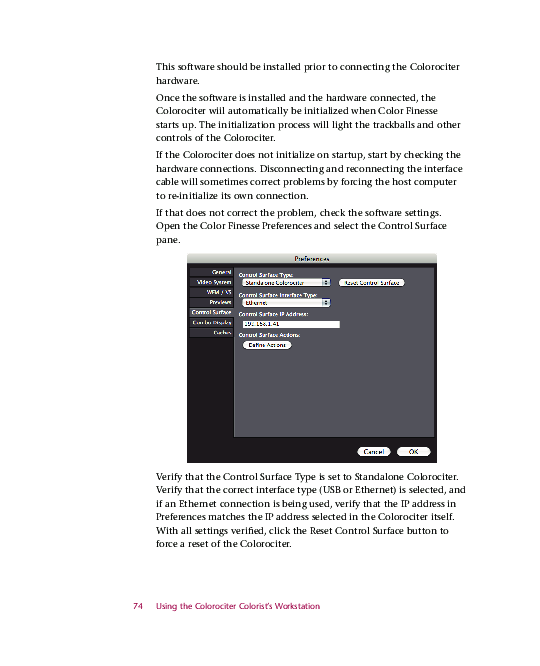 This software should be installed prior to connecting the Colorociter
hardware.
Once the software is installed and the hardware connected, the
Colorociter will automatically be initialized when Color Finesse
starts up. The initialization process will light the trackballs and other
controls of the Colorociter.
If the Colorociter does not initialize on startup, start by checking the
hardware connections. Disconnecting and reconnecting the interface
cable will sometimes correct problems by forcing the host computer
to re-initialize its own connection.
If that does not correct the problem, check the software settings.
Open the Color Finesse Preferences and select the Control Surface
pane.
Preferences
General
Video System
WFM / VS
Previews
Control Surface
Combo Display
Caches
Control Surface Type:
Standalone Colorociter
Reset Control Surface
Control Surface Interface Type:
Ethernet
Control Surface IP Address:
192.168.1.41
Control Surface Actions:
Define Actions
Cancel
OK
Verify that the Control Surface Type is set to Standalone Colorociter.
Verify that the correct interface type (USB or Ethernet) is selected, and
if an Ethernet connection is being used, verify that the IP address in
Preferences matches the IP address selected in the Colorociter itself.
With all settings verified, click the Reset Control Surface button to
force a reset of the Colorociter.
74 Using the Colorociter Colorist's Workstation